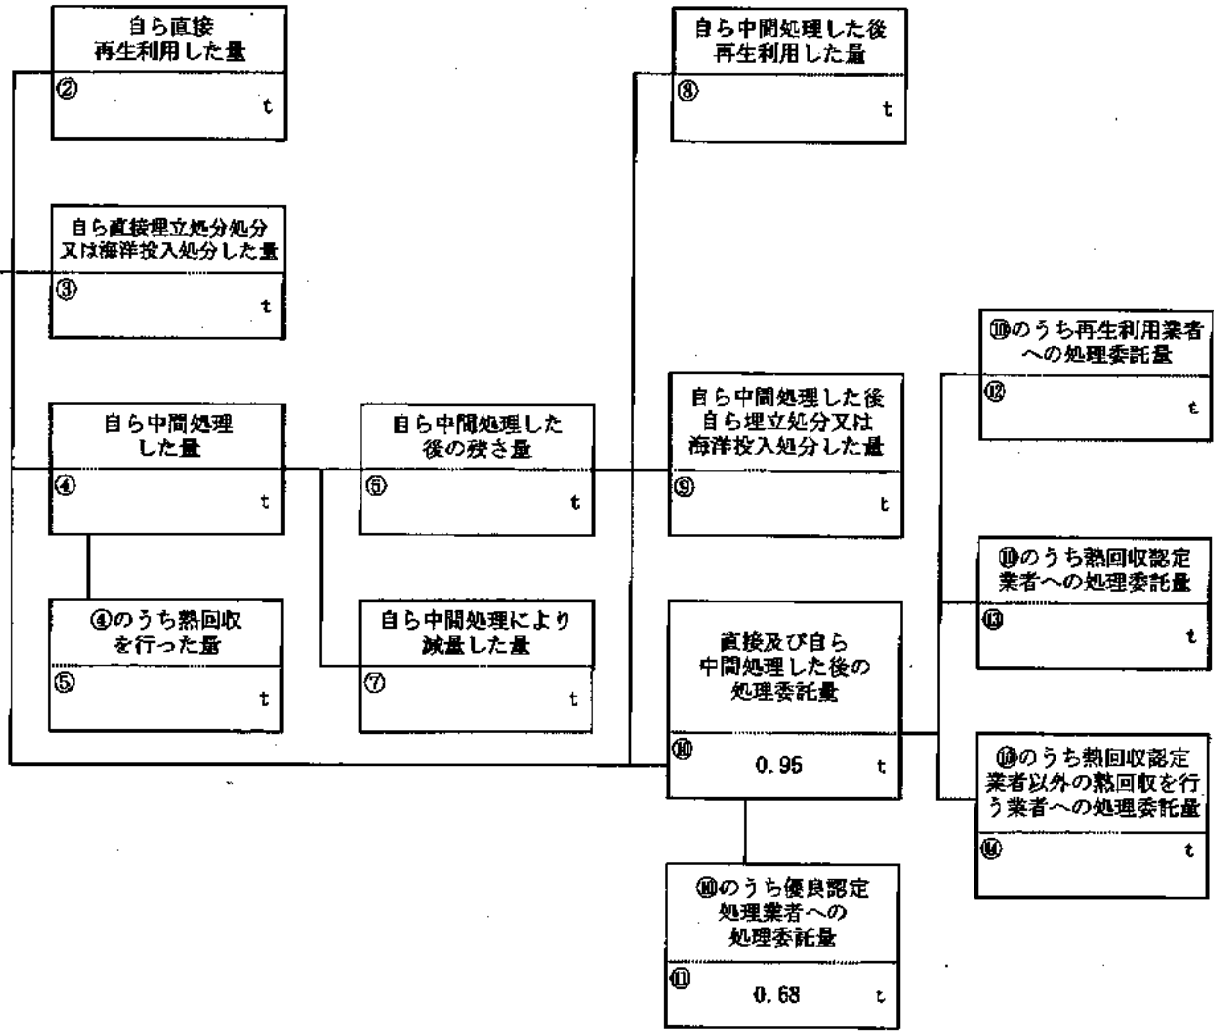 自ら直接
再生利用した量
②
t
自ら中間処理した後
再生利用した量
⑧
t
自ら直接埋立処分処分
又は海洋投入処分した量
③
t
⑩のうち再生利用業者
への処理委託量
⑫
t
自ら中間処理
した量
④
t
自ら中間処理した
後の残さ量
⑥
t
自ら中間処理した後
自ら埋立処分又は
海洋投入処分した量
⑨
t
⑩のうち熱回収認定
業者への処理委託量
⑬
t
④のうち熱回収
を行った量
⑤
t
自ら中間処理により
減量した量
⑦
t
直接及び自ら
中間処理した後の
処理委託量
⑩
0.95 t
⑩のうち熱回収認定
業者以外の熱回収を行
う業者への処理委託量
⑭
t
⑩のうち優良認定
処理業者への
処理委託量
⑪
0.68 t